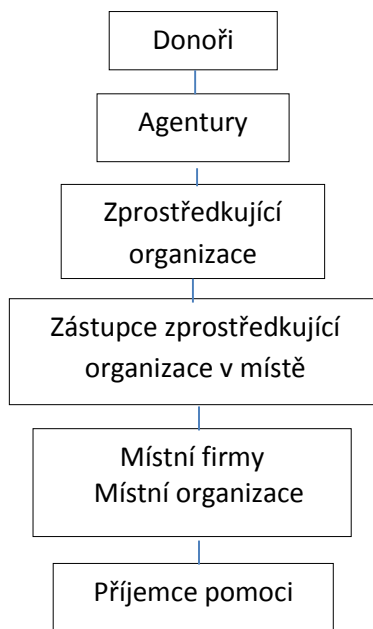 Donoři
Agentury
Zprostředkující
organizace
Zástupce zprostředkující
organizace v místě
Místní firmy
Místní organizace
Příjemce pomoci